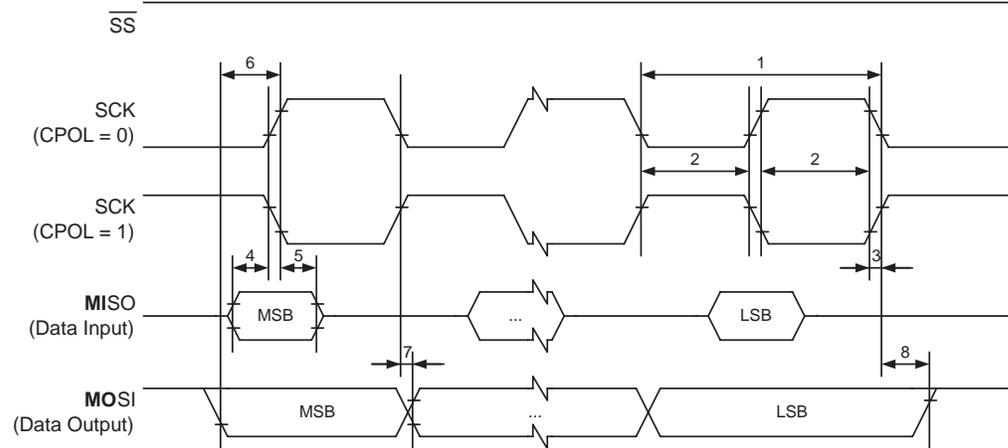 SS
6
1
SCK
(CPOL = 0)
2
2
SCK
(CPOL = 1)
4
5
3
MISO
(Data Input)
MSB
...
LSB
7
8
MOSI
(Data Output)
MSB
...
LSB